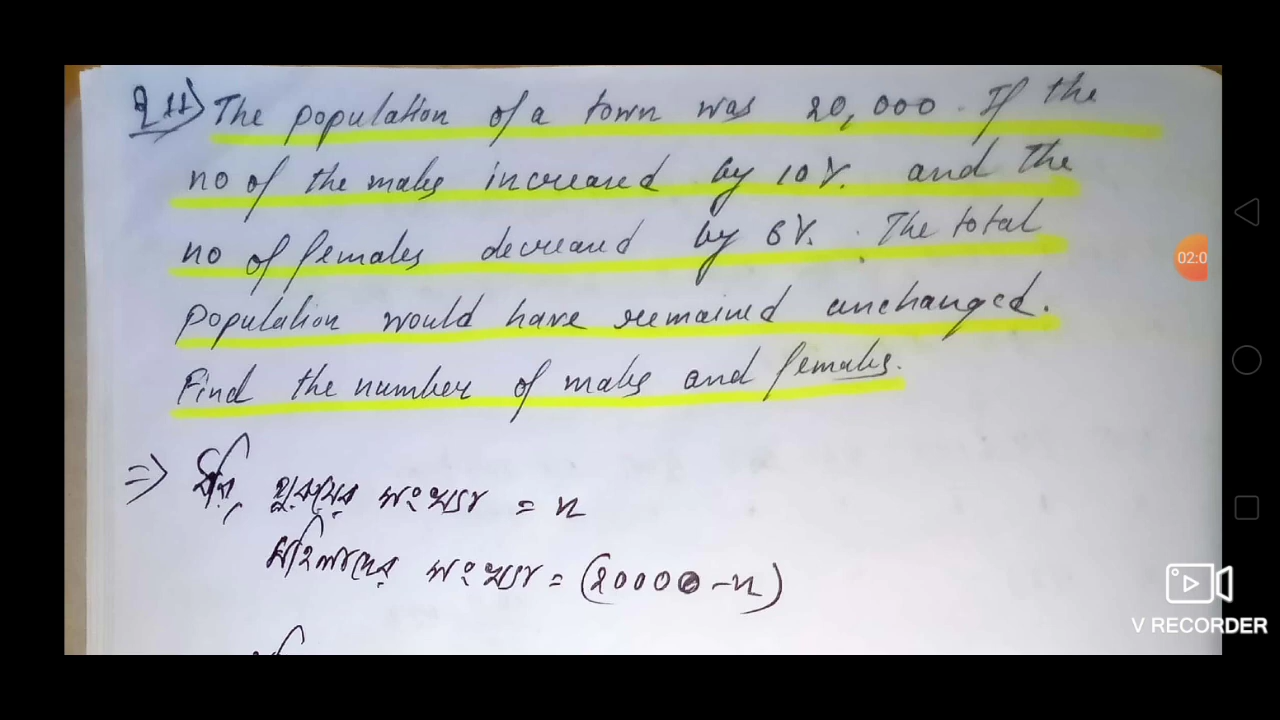 Q 11) The population of a town was 20,000. If the
no of the males increased by 10%. and the
no of females decreased by 6%. The total
population would have remained unchanged.
Find the number of males and females.
⇒ ধরি, পুরুষের সংখ্যা = x
মহিলাদের সংখ্যা = (20000 - x)
02:0
V RECORDER